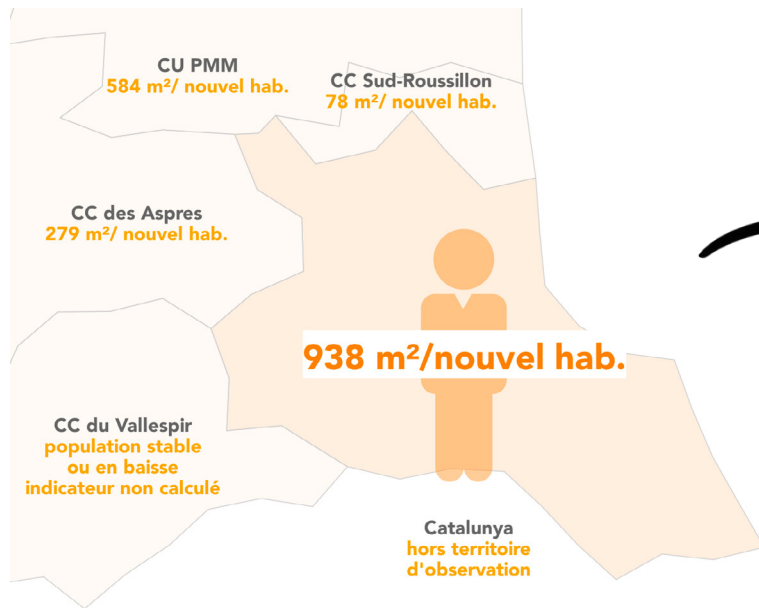 CU PMM
584 m²/ nouvel hab.
CC Sud-Roussillon
78 m²/ nouvel hab.
CC des Aspres
279 m²/ nouvel hab.
938 m²/nouvel hab.
CC du Vallespir
population stable
ou en baisse
indicateur non calculé
Catalunya
hors territoire
d'observation